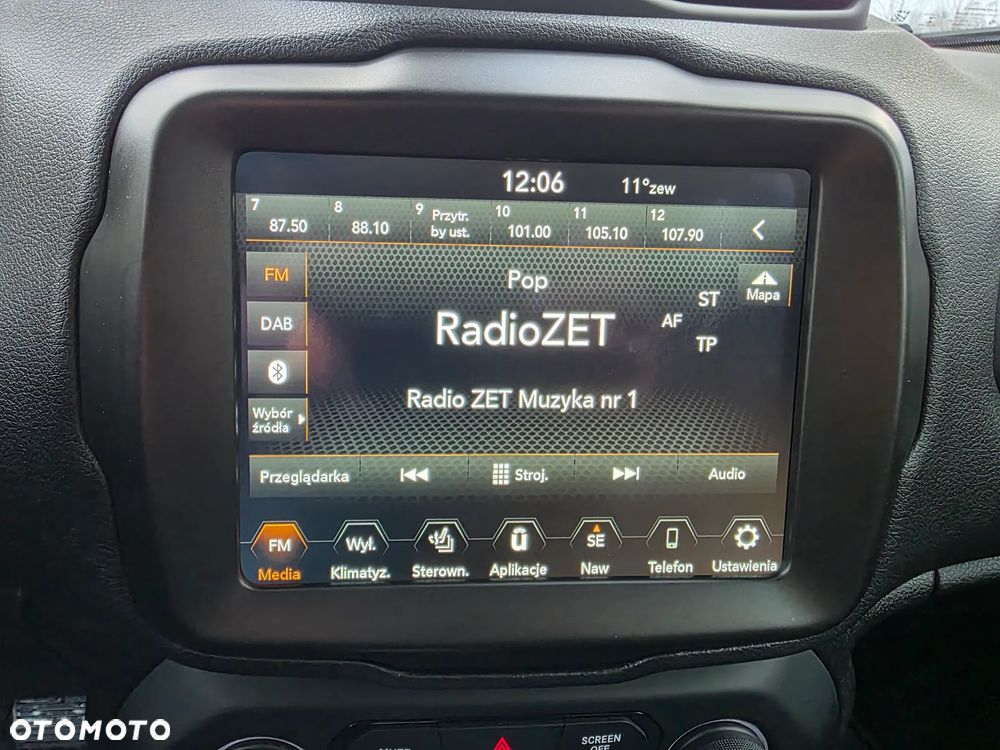 12:06 11°zew
7 87.50 8 88.10 9 Przytr. by ust. 10 101.00 11 105.10 12 107.90
FM
Pop
Mapa
ST
AF
DAB
RadioZET
TP
Wybór
źródła
Radio ZET Muzyka nr 1
Przeglądarka Stroj. Audio
FM Wył. SE
Media Klimatyz. Sterown. Aplikacje Naw Telefon Ustawienia
OTOMOTO
SCREEN
OFF